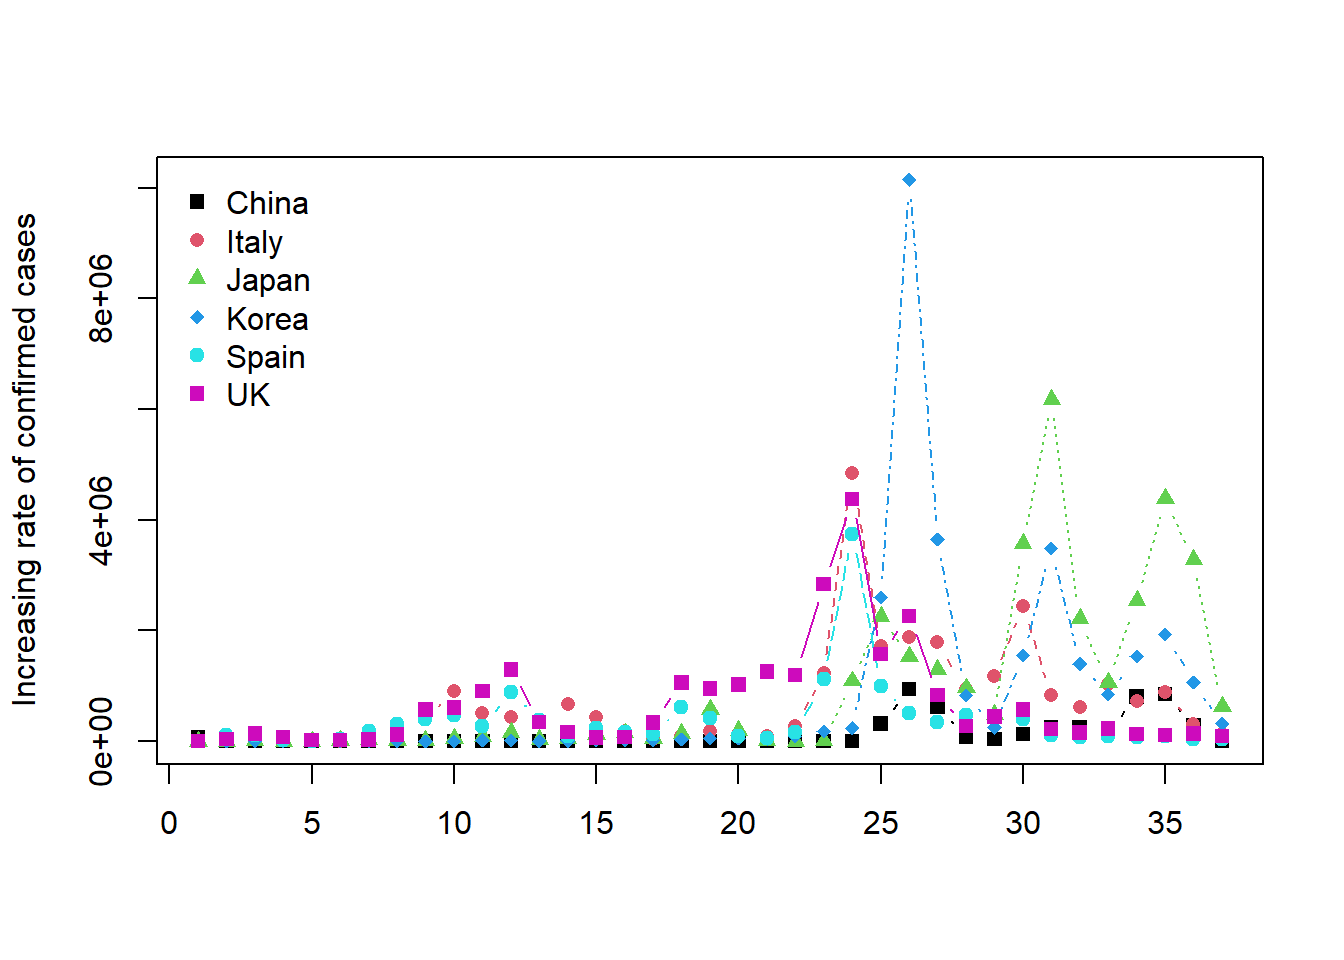 China
Italy
Japan
Korea
Spain
UK
Increasing rate of confirmed cases
8e+06
4e+06
0e+00
0 5 10 15 20 25 30 35